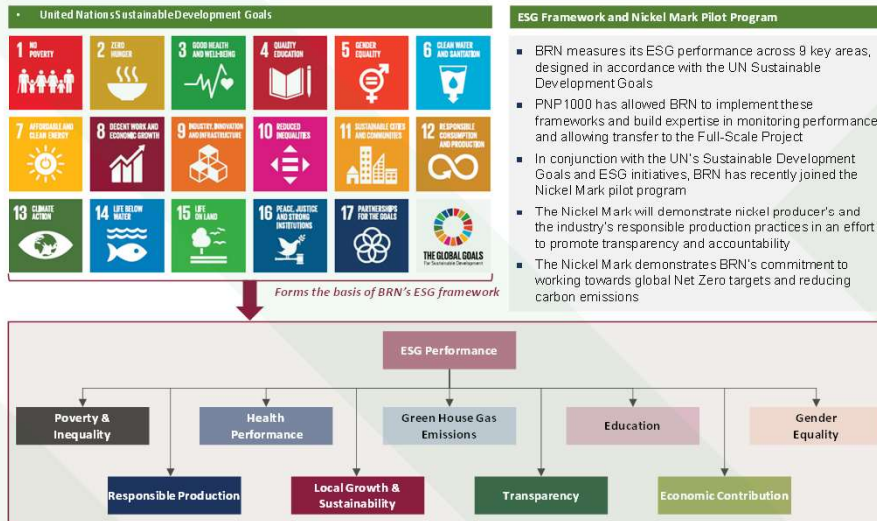 • United Nations Sustainable Development Goals
1 NO POVERTY
2 ZERO HUNGER
3 GOOD HEALTH AND WELL-BEING
4 QUALITY EDUCATION
5 GENDER EQUALITY
6 CLEAN WATER AND SANITATION
7 AFFORDABLE AND CLEAN ENERGY
8 DECENT WORK AND ECONOMIC GROWTH
9 INDUSTRY, INNOVATION AND INFRASTRUCTURE
10 REDUCED INEQUALITIES
11 SUSTAINABLE CITIES AND COMMUNITIES
12 RESPONSIBLE CONSUMPTION AND PRODUCTION
13 CLIMATE ACTION
14 LIFE BELOW WATER
15 LIFE ON LAND
16 PEACE, JUSTICE AND STRONG INSTITUTIONS
17 PARTNERSHIPS FOR THE GOALS
THE GLOBAL GOALS
For Sustainable Development
Forms the basis of BRN's ESG framework
ESG Framework and Nickel Mark Pilot Program
▪ BRN measures its ESG performance across 9 key areas,
designed in accordance with the UN Sustainable
Development Goals
▪ PNP1000 has allowed BRN to implement these
frameworks and build expertise in monitoring performance
and allowing transfer to the Full-Scale Project
▪ In conjunction with the UN's Sustainable Development
Goals and ESG initiatives, BRN has recently joined the
Nickel Mark pilot program
▪ The Nickel Mark will demonstrate nickel producer's and
the industry's responsible production practices in an effort
to promote transparency and accountability
▪ The Nickel Mark demonstrates BRN's commitment to
working towards global Net Zero targets and reducing
carbon emissions
ESG Performance
Poverty &
Inequality
Health
Performance
Green House Gas
Emissions
Education
Gender
Equality
Responsible Production
Local Growth &
Sustainability
Transparency
Economic Contribution